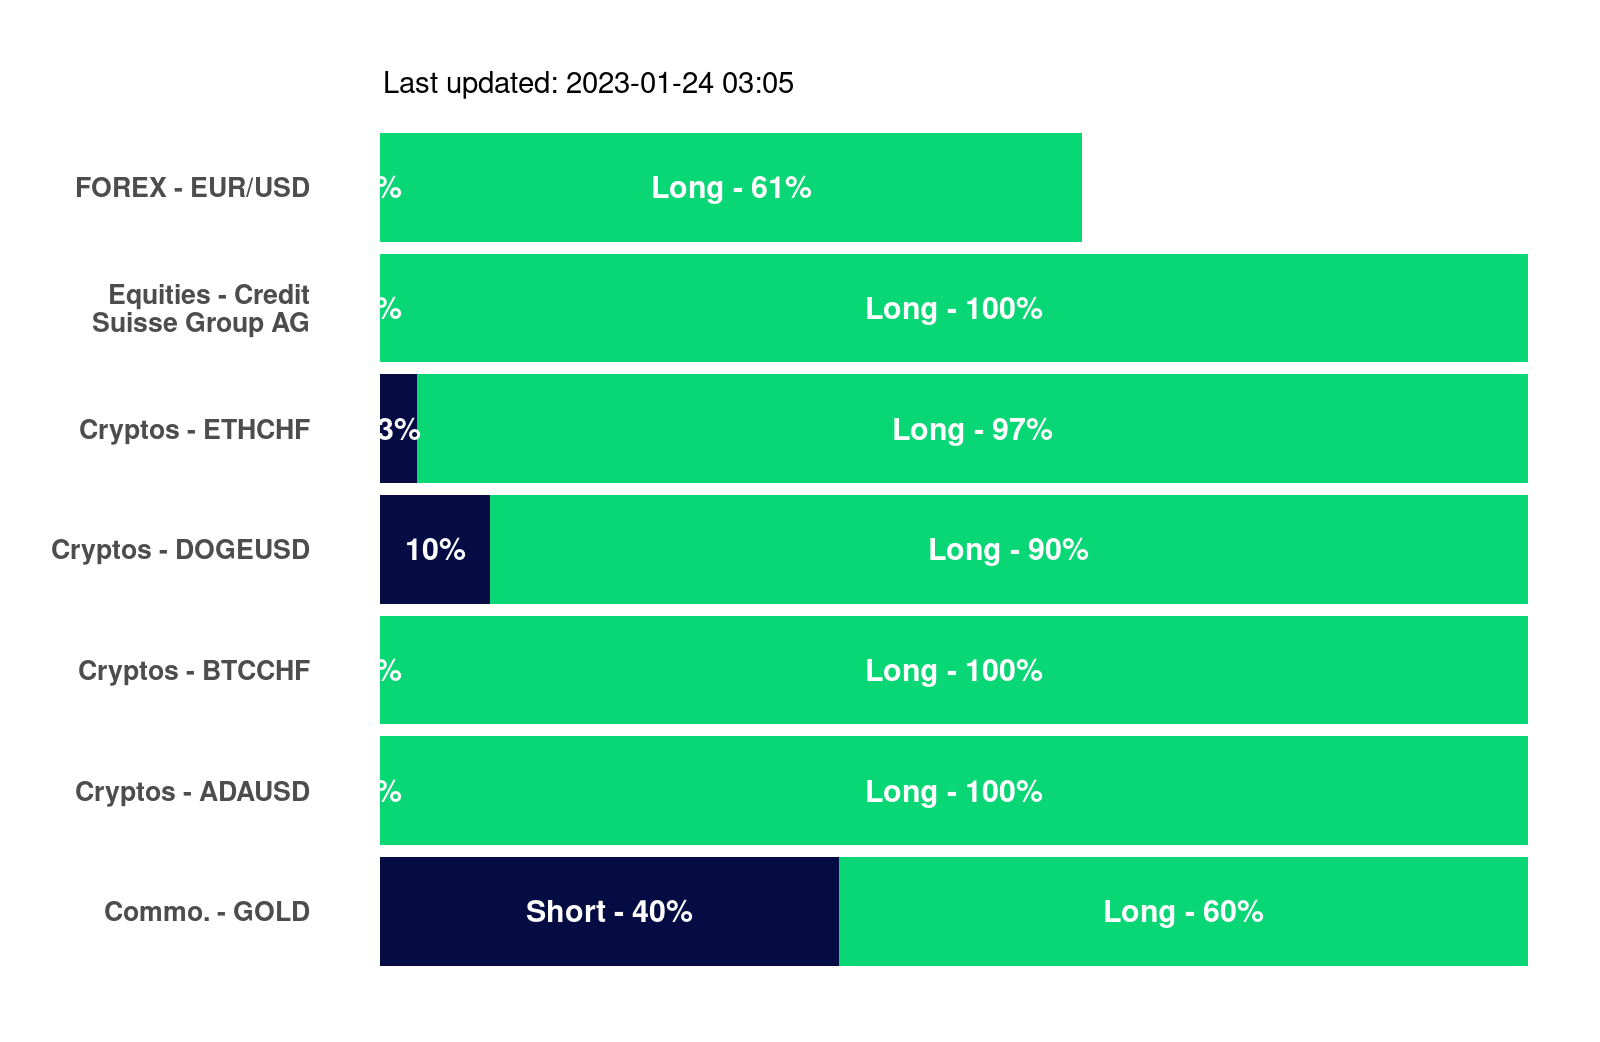 Last updated: 2023-01-24 03:05
FOREX - EUR/USD
%
Long - 61%
Equities - Credit
Suisse Group AG
%
Long - 100%
Cryptos - ETHCHF
3%
Long - 97%
Cryptos - DOGEUSD
10%
Long - 90%
Cryptos - BTCCHF
%
Long - 100%
Cryptos - ADAUSD
%
Long - 100%
Commo. - GOLD
Short - 40%
Long - 60%